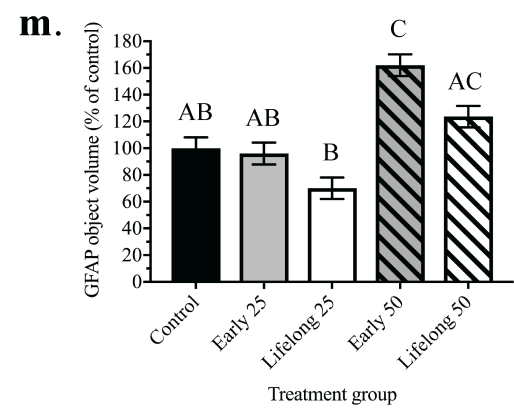 m.
GFAP object volume (% of control)
180
160
140
120
100
80
60
40
20
0
AB
AB
B
C
AC
Control
Early 25
Lifelong 25
Early 50
Lifelong 50
Treatment group